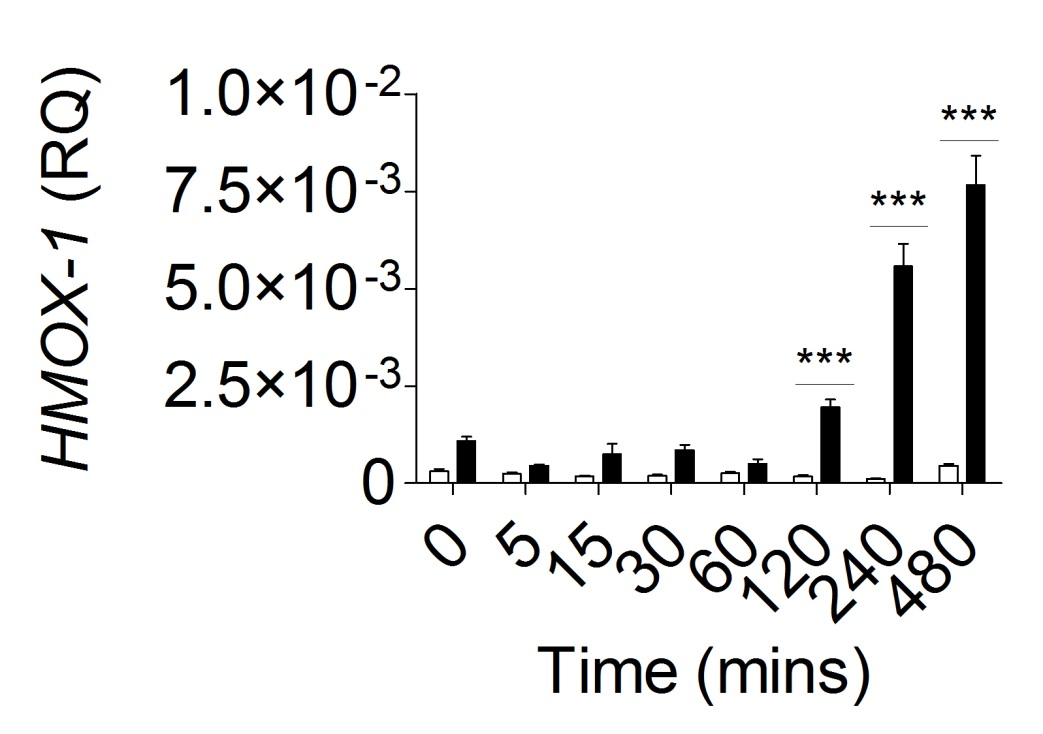 HMOX-1 (RQ)
1.0×10-2
7.5×10-3
5.0×10-3
2.5×10-3
0
***
***
***
0 5 15 30 60 120 240 480
Time (mins)